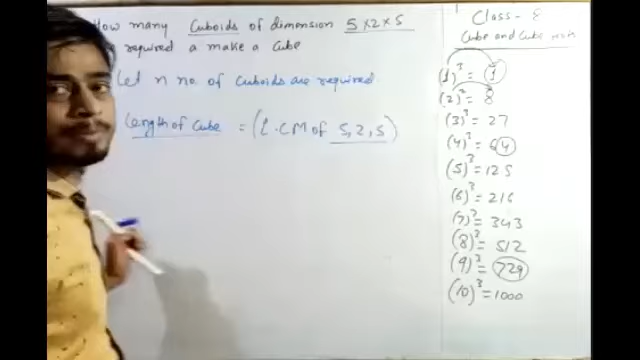 How many Cuboids of dimension 5×2×5
required a make a Cube
Let n no. of Cuboids are required
Length of Cube = (L.CM of 5,2,5)
Class - 8
Cube and Cube roots
(1)³ = 1
(2)³ = 8
(3)³ = 27
(4)³ = 64
(5)³ = 125
(6)³ = 216
(7)³ = 343
(8)³ = 512
(9)³ = 729
(10)³ = 1000